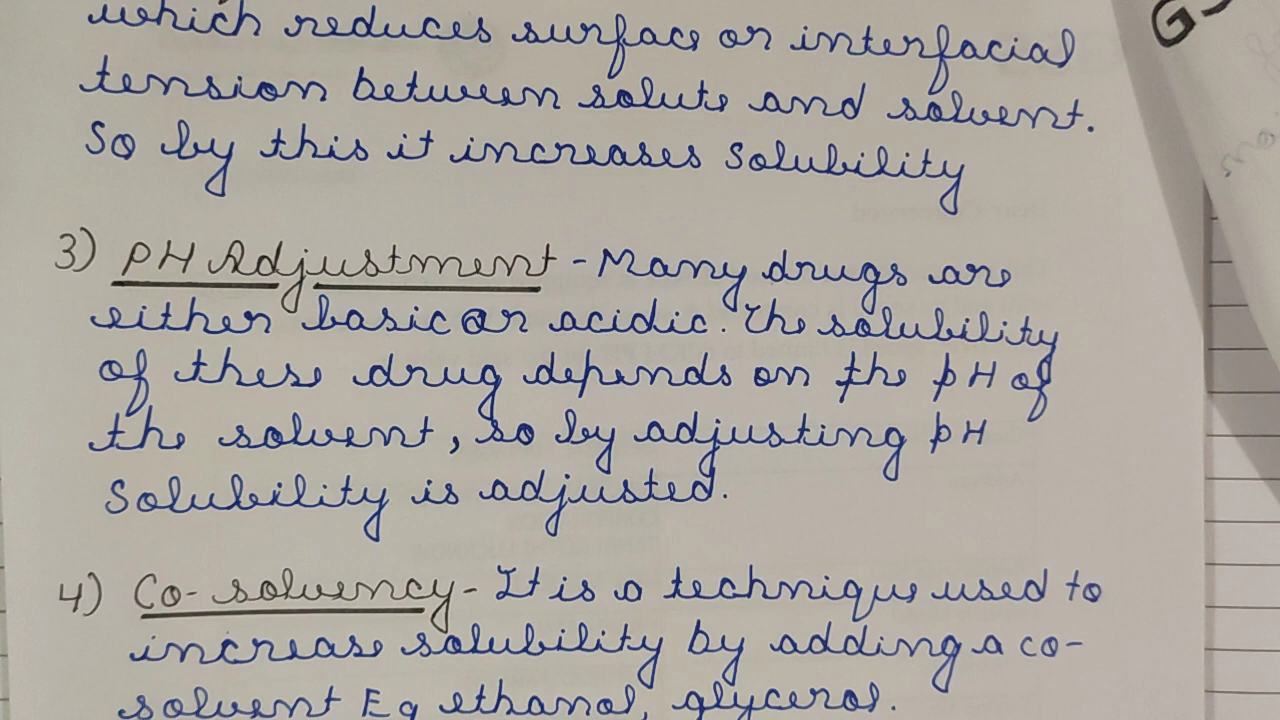 which reduces surface or interfacial
tension between solute and solvent.
So by this it increases Solubility
3) PH Adjustment - Many drugs are
either basic or acidic. The solubility
of these drug depends on the pH of
the solvent, so by adjusting pH
Solubility is adjusted.
4) Co-solvency - It is a technique used to
increase solubility by adding a co-
solvent Eg ethanol, glycerol.